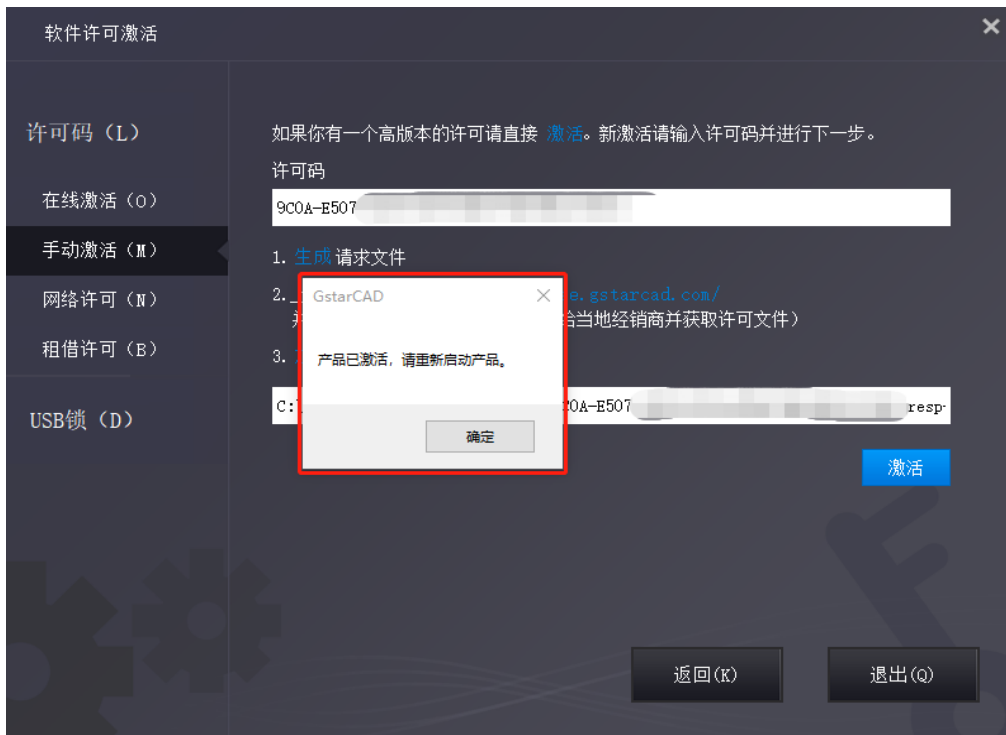 软件许可激活
许可码（L）
在线激活（O）
手动激活（M）
网络许可（N）
租借许可（B）
USB锁（D）
如果你有一个高版本的许可请直接 激活。新激活请输入许可码并进行下一步。
许可码
9C0A-E507
1. 生成 请求文件
2. e.gstarcad.com/
给当地经销商并获取许可文件）
3.
C:\ C0A-E507 resp-
GstarCAD
产品已激活，请重新启动产品。
确定
激活
返回(K)
退出(Q)